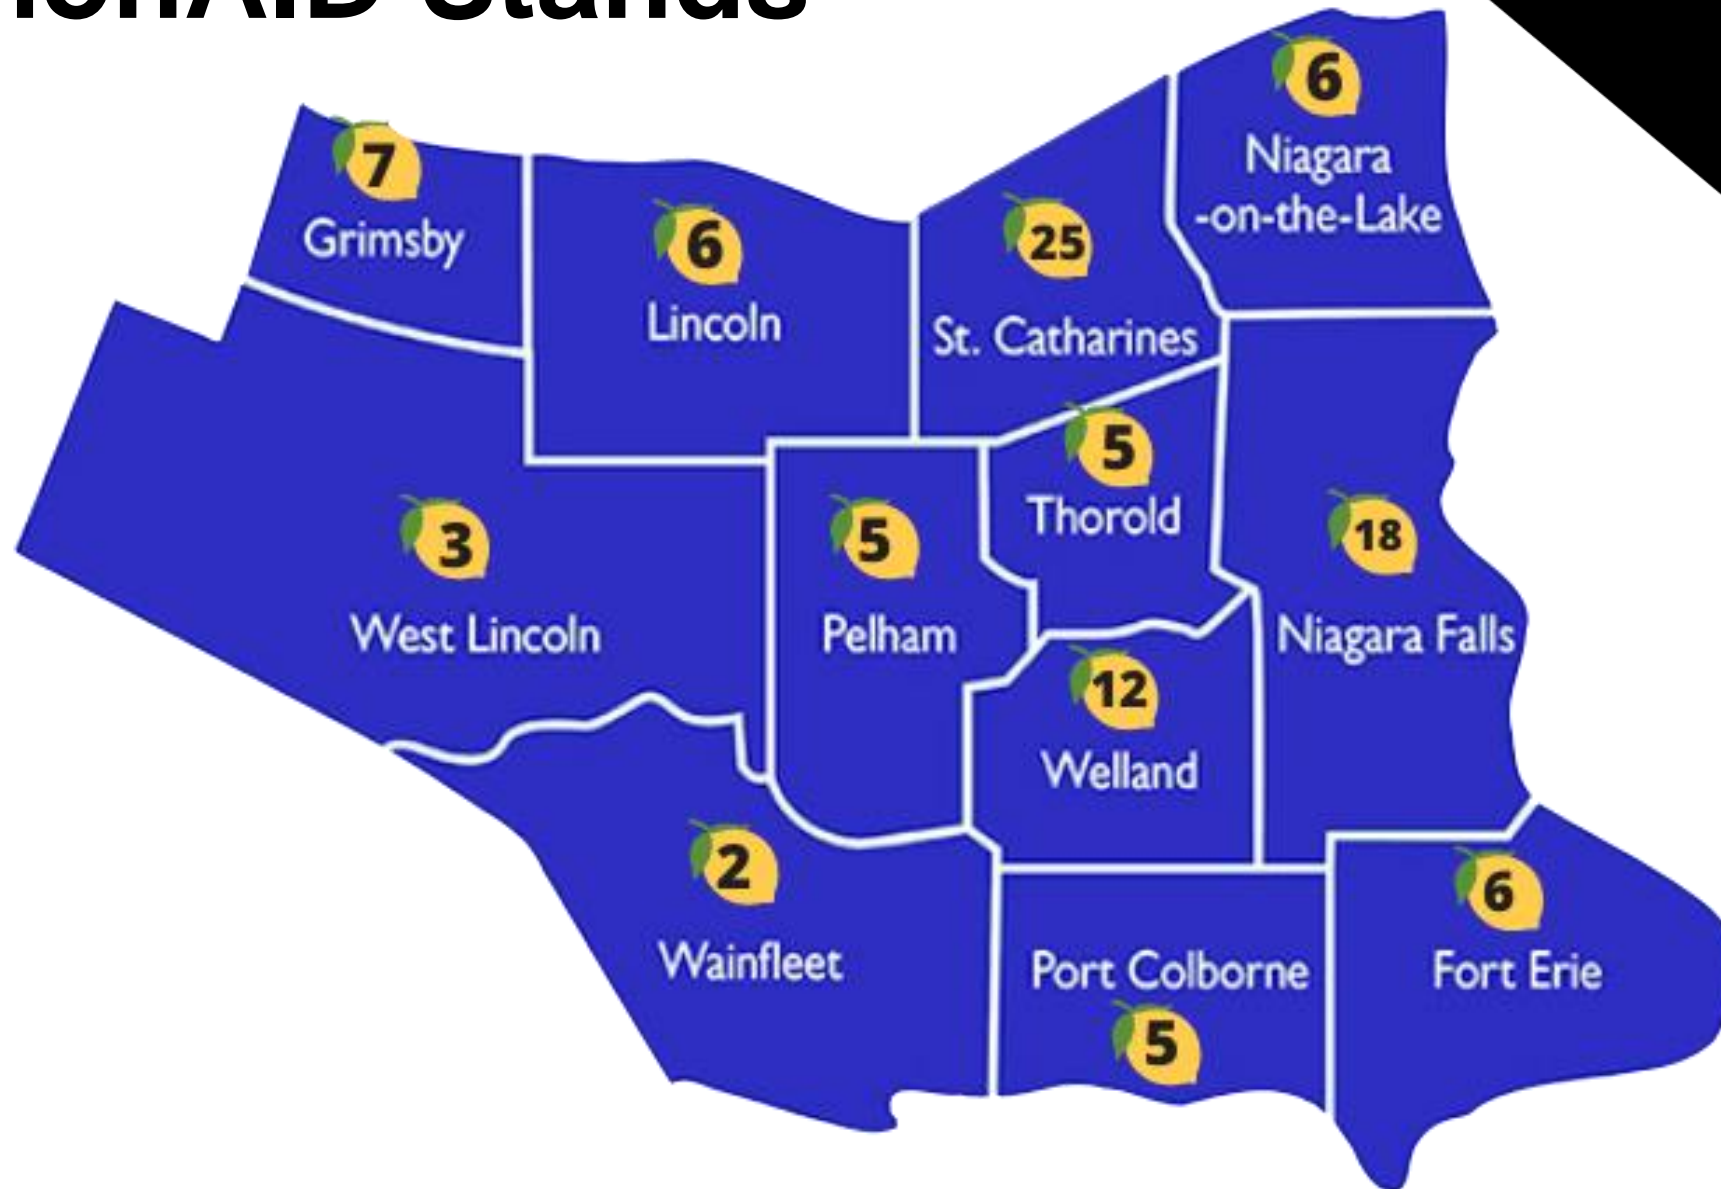 Stands
6
Niagara
-on-the-Lake
7
Grimsby
6
Lincoln
25
St. Catharines
5
Thorold
3
West Lincoln
5
Pelham
18
Niagara Falls
12
Welland
2
Wainfleet
Port Colborne
5
6
Fort Erie